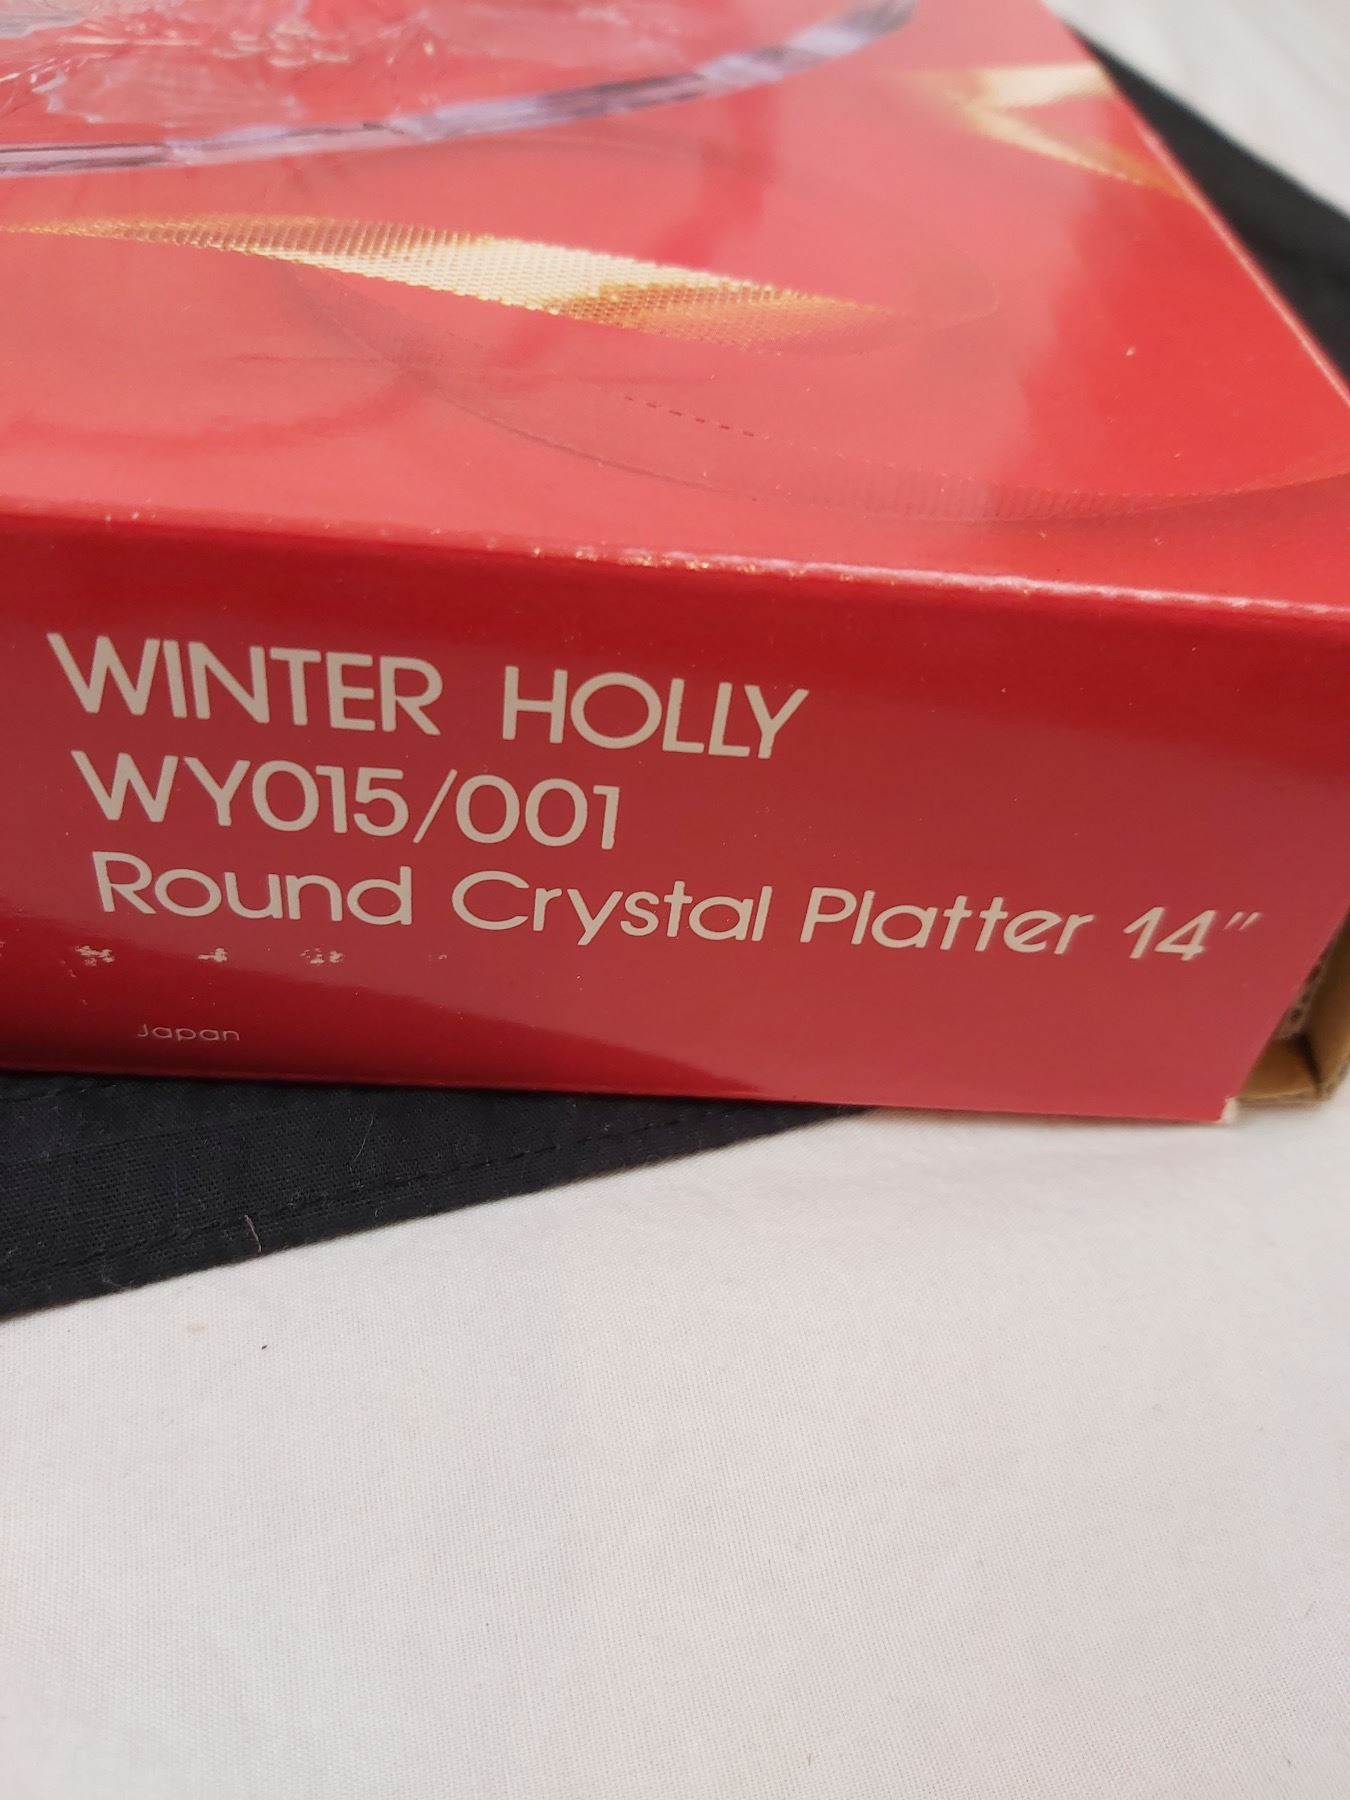 WINTER HOLLY
WY015/001
Round Crystal Platter 14"
Japan